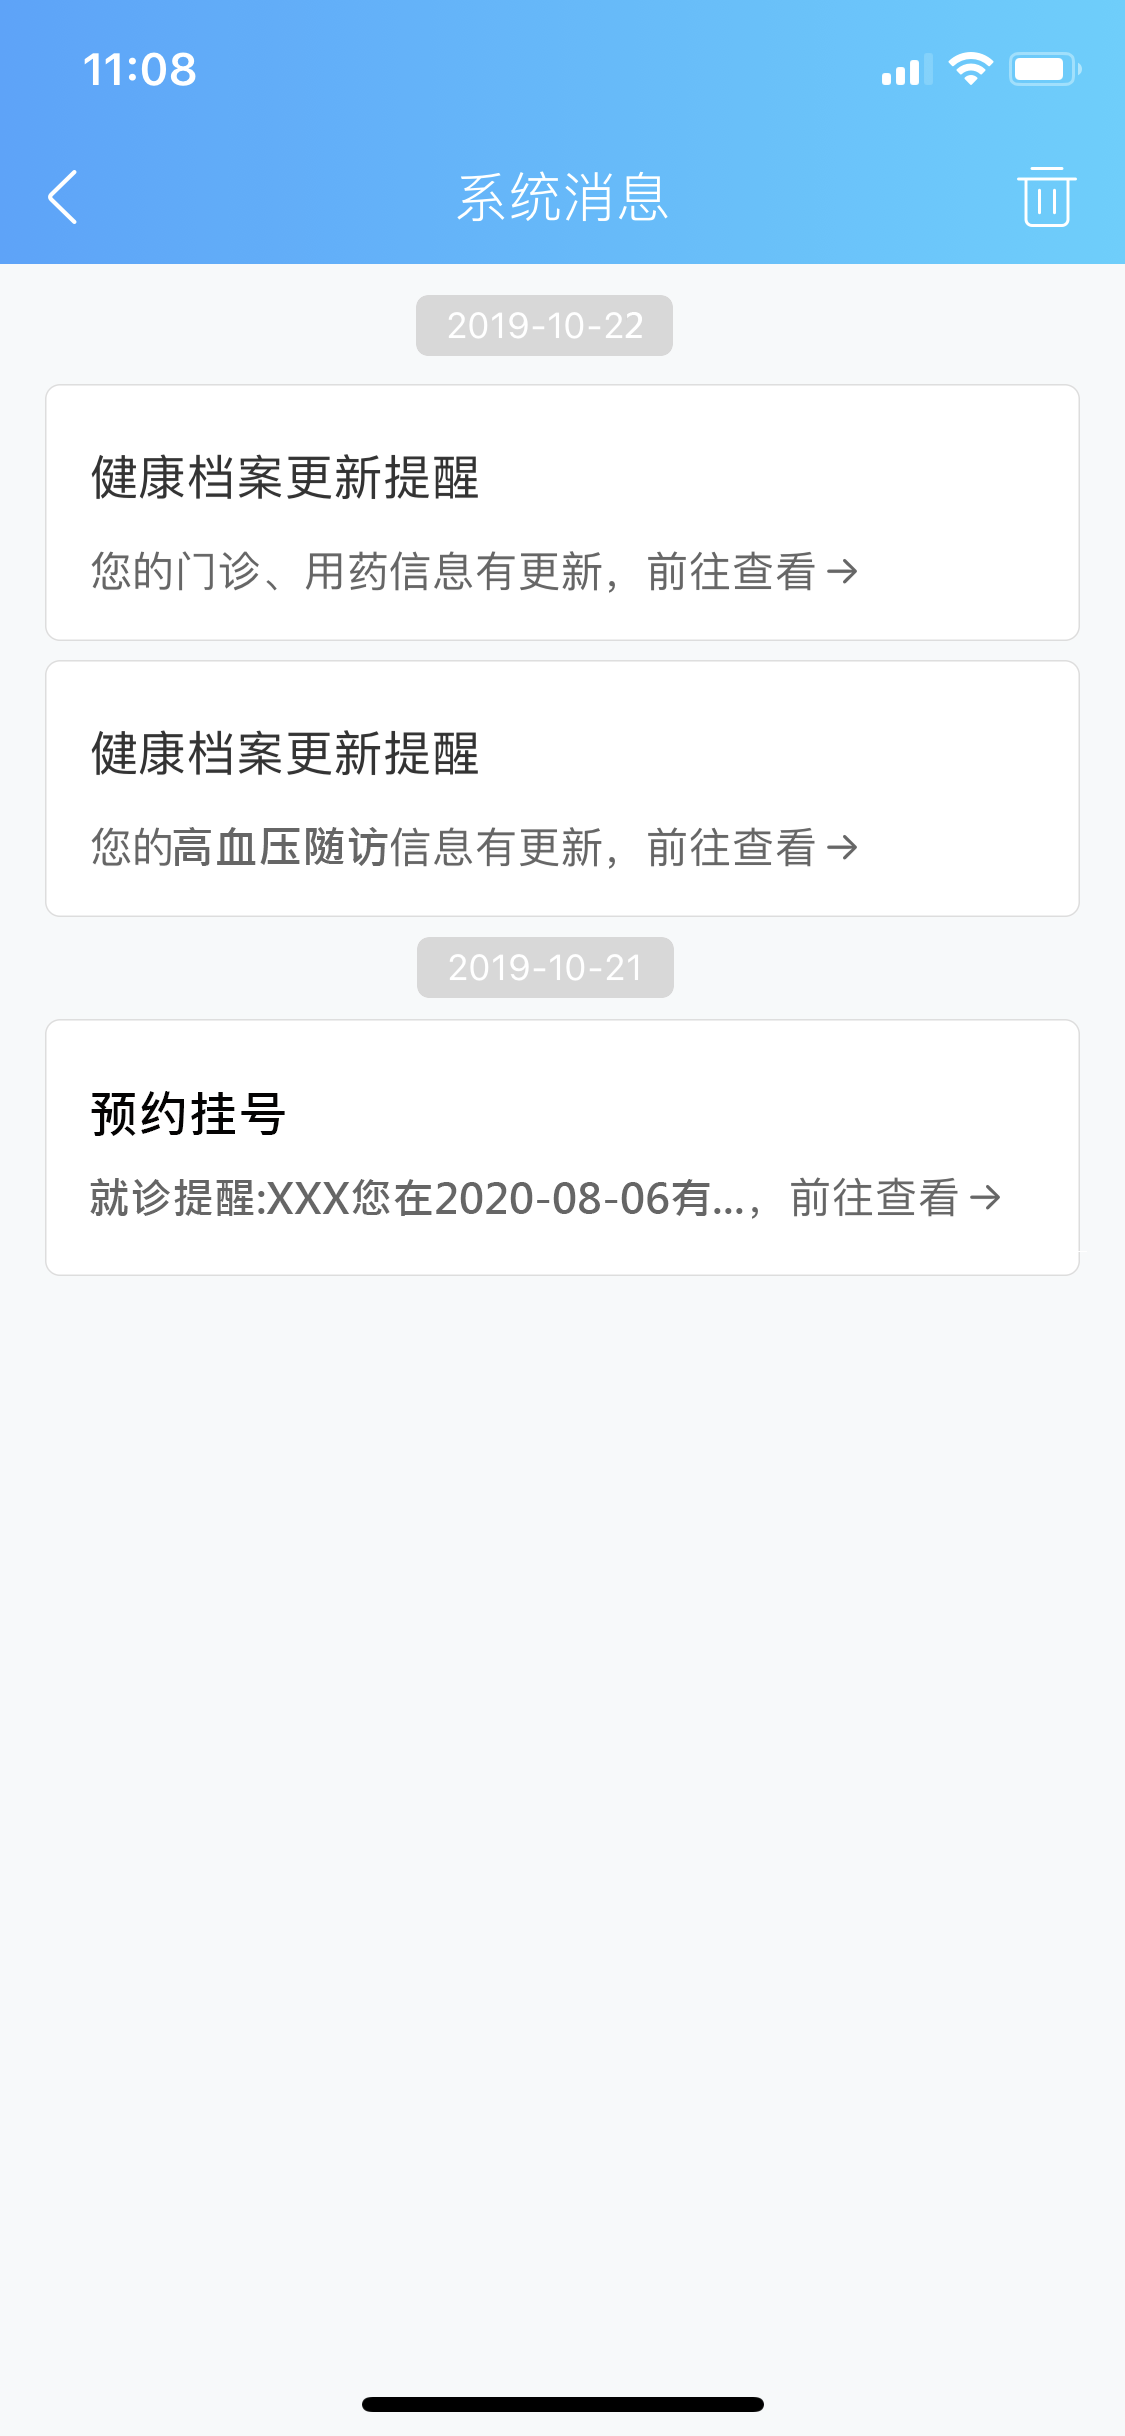 11:08
系统消息
2019-10-22
健康档案更新提醒
您的门诊、用药信息有更新，前往查看→
健康档案更新提醒
您的高血压随访信息有更新，前往查看→
2019-10-21
预约挂号
就诊提醒:XXX您在2020-08-06有...，前往查看→